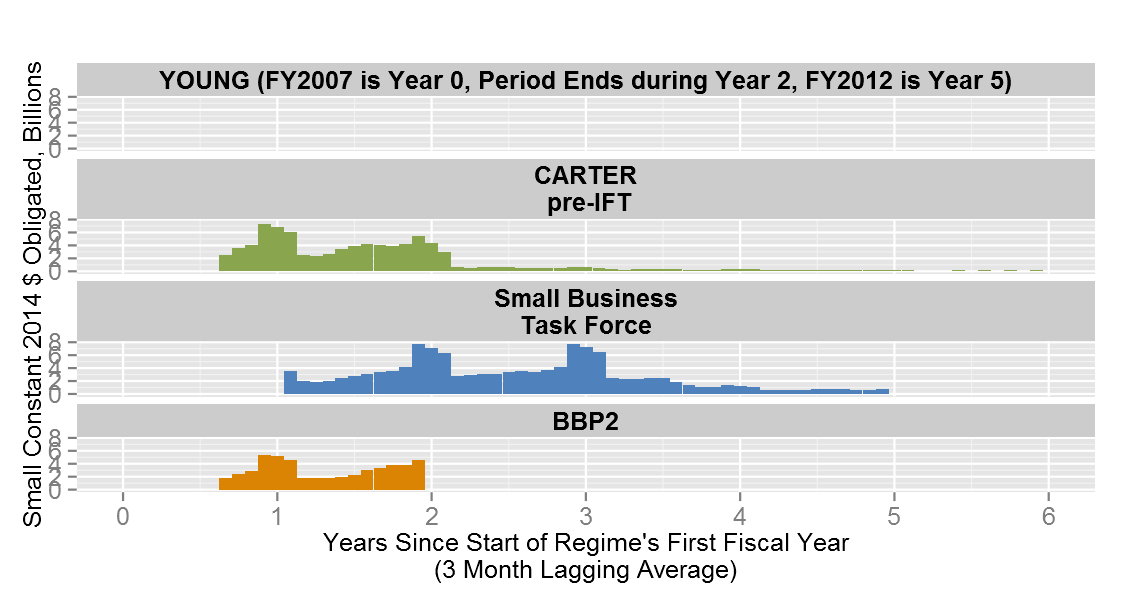 Small Constant 2014 $ Obligated, Billions
YOUNG (FY2007 is Year 0, Period Ends during Year 2, FY2012 is Year 5)
8
6
4
2
0
CARTER
pre-IFT
8
6
4
2
0
Small Business
Task Force
8
6
4
2
0
BBP2
8
6
4
2
0
0 1 2 3 4 5 6
Years Since Start of Regime's First Fiscal Year
(3 Month Lagging Average)